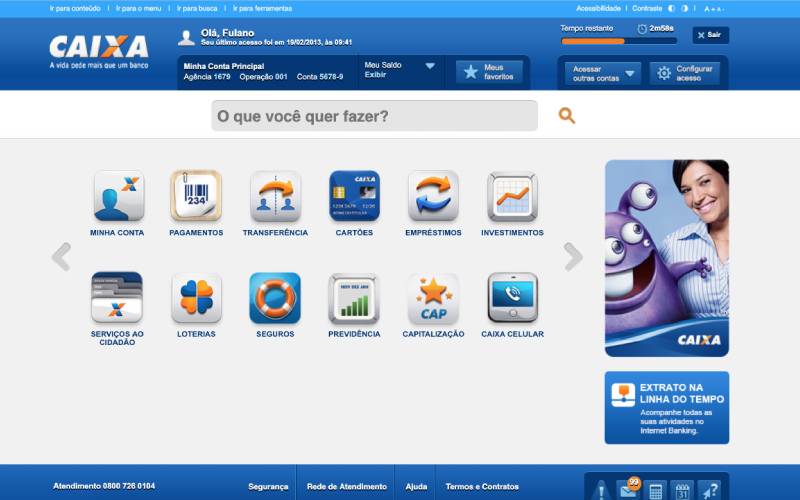 Ir para conteúdo
Ir para o menu
Ir para busca
Ir para ferramentas
Acessibilidade
Contraste
A + A -
CAIXA
A vida pede mais que um banco
Olá, Fulano
Seu último acesso foi em 19/02/2013, às 09:41
Tempo restante
2m58s
Sair
Minha Conta Principal
Agência 1679 Operação 001 Conta 5678-9
Meu Saldo
Exibir
Meus
favoritos
Acessar
outras contas
Configurar
acesso
O que você quer fazer?
234
CAIXA
MINHA CONTA
PAGAMENTOS
TRANSFERÊNCIA
CARTÕES
EMPRÉSTIMOS
INVESTIMENTOS
NOV DEZ JAN
CAP
SERVIÇOS AO
CIDADÃO
LOTERIAS
SEGUROS
PREVIDÊNCIA
CAPITALIZAÇÃO
CAIXA CELULAR
CAIXA
EXTRATO NA
LINHA DO TEMPO
Acompanhe todas as
suas atividades no
Internet Banking.
Atendimento 0800 726 0104
Segurança
Rede de Atendimento
Ajuda
Termos e Contratos
99
31